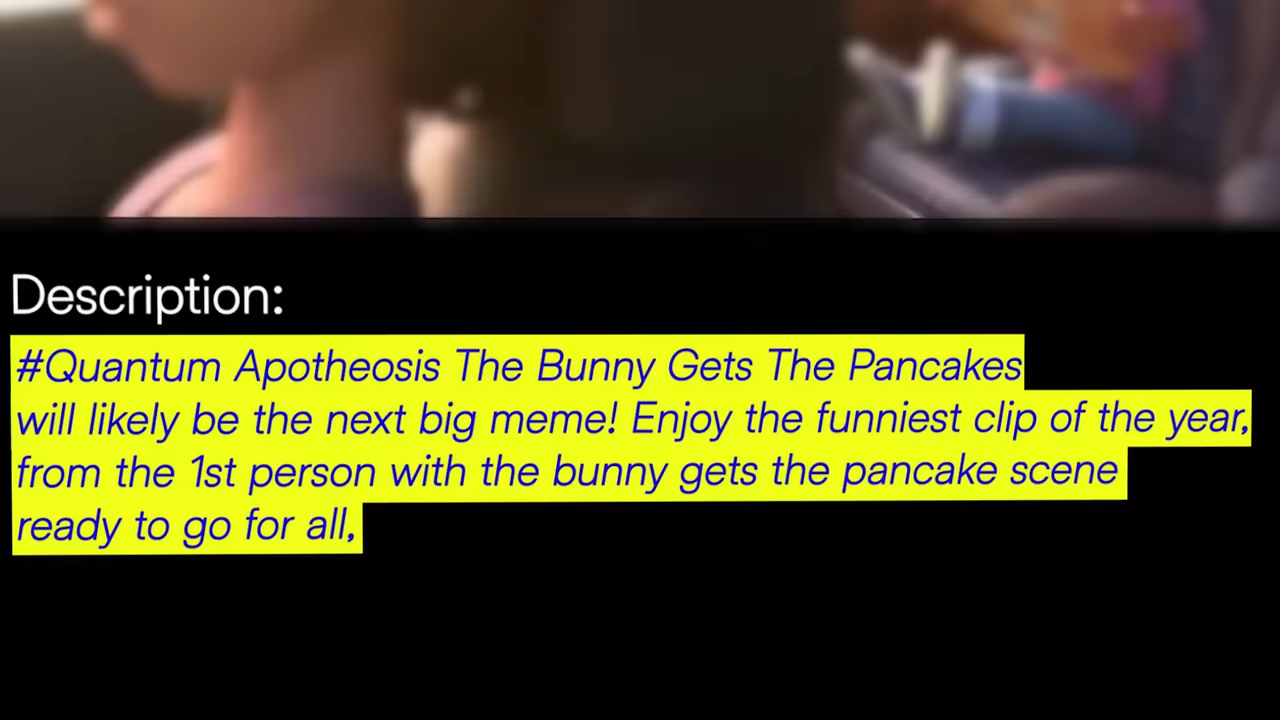 Description:
#Quantum Apotheosis The Bunny Gets The Pancakes
will likely be the next big meme! Enjoy the funniest clip of the year,
from the 1st person with the bunny gets the pancake scene
ready to go for all,